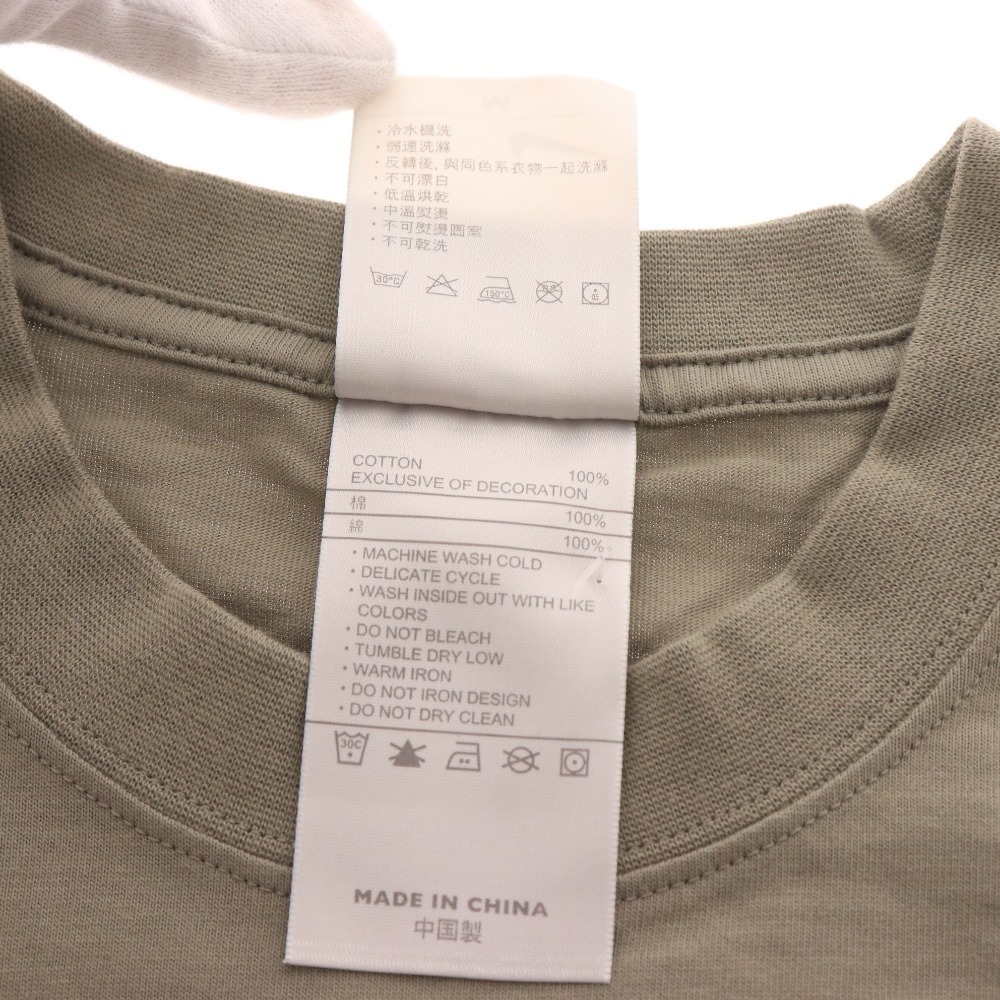 ・冷水機洗
・弱速洗滌
・反轉後, 與同色系衣物一起洗滌
・不可漂白
・低溫烘乾
・中溫熨燙
・不可熨燙圖案
・不可乾洗
30°C
150°C
COTTON 100%
EXCLUSIVE OF DECORATION
棉 100%
綿 100%
・MACHINE WASH COLD
・DELICATE CYCLE
・WASH INSIDE OUT WITH LIKE
COLORS
・DO NOT BLEACH
・TUMBLE DRY LOW
・WARM IRON
・DO NOT IRON DESIGN
・DO NOT DRY CLEAN
30C
MADE IN CHINA
中国製